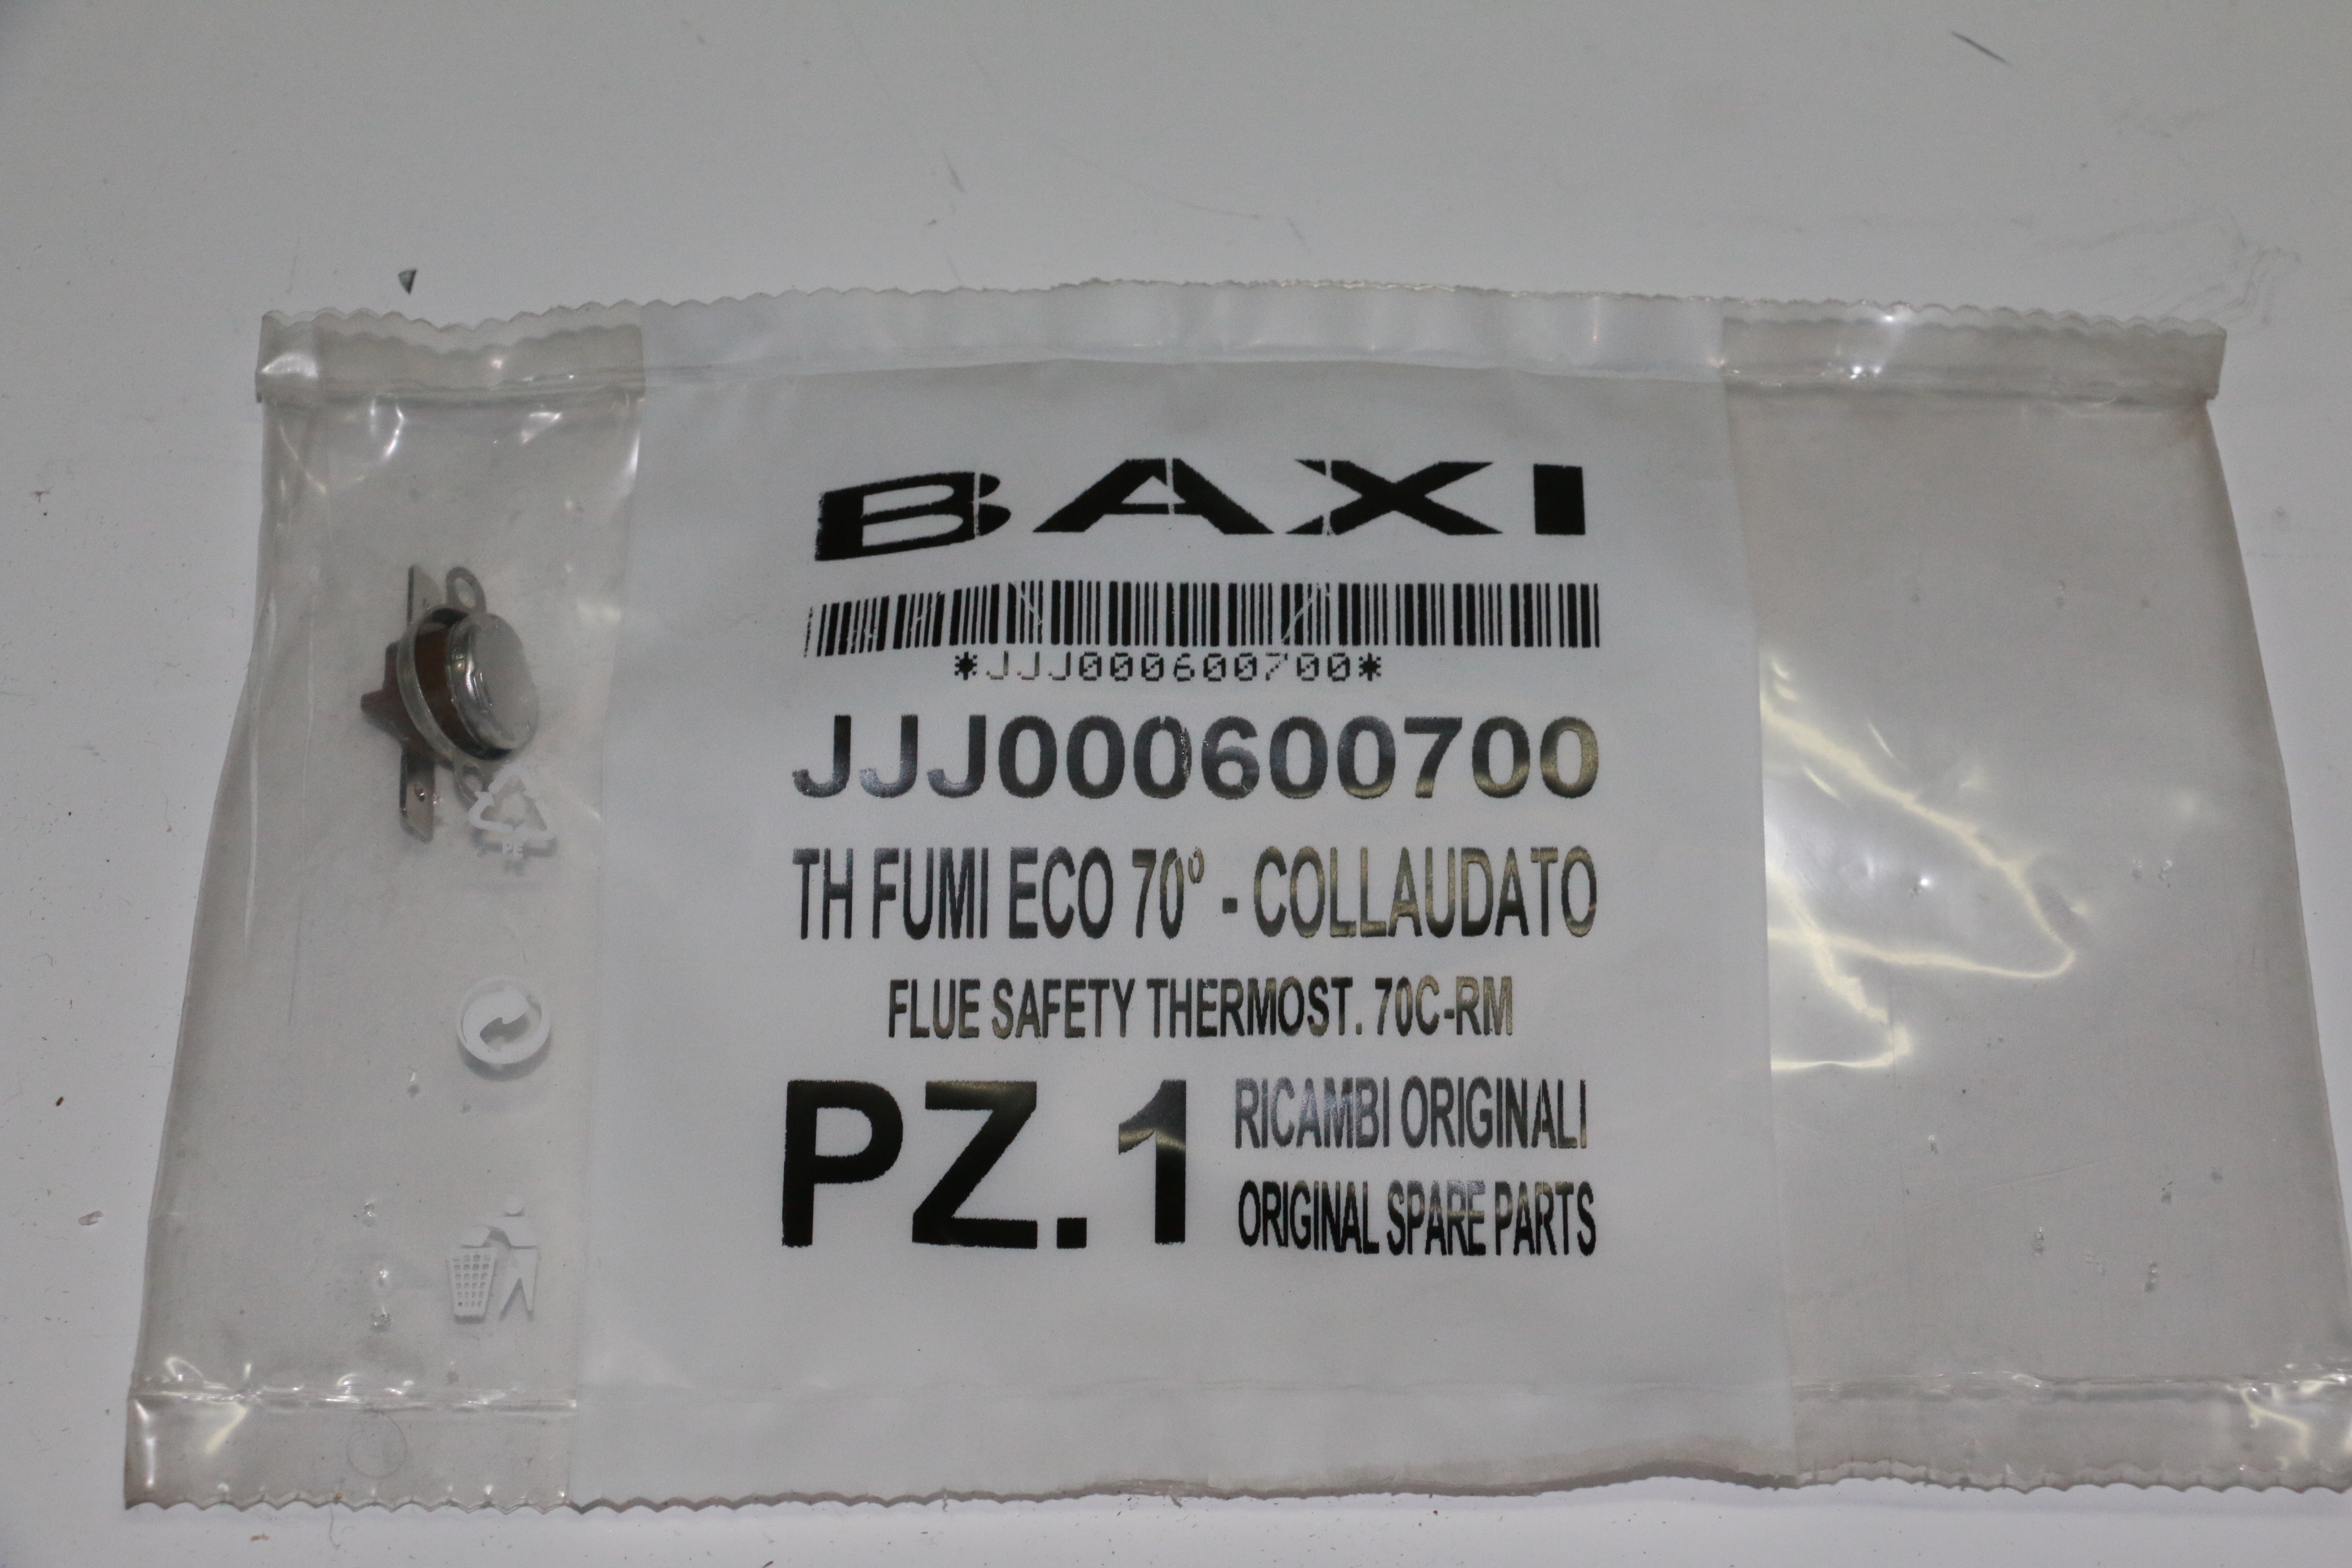 BAXI
*JJJ000600700*
JJJ000600700
TH FUMI ECO 70° - COLLAUDATO
FLUE SAFETY THERMOST. 70C-RM
PZ.1
RICAMBI ORIGINALI
ORIGINAL SPARE PARTS
PE